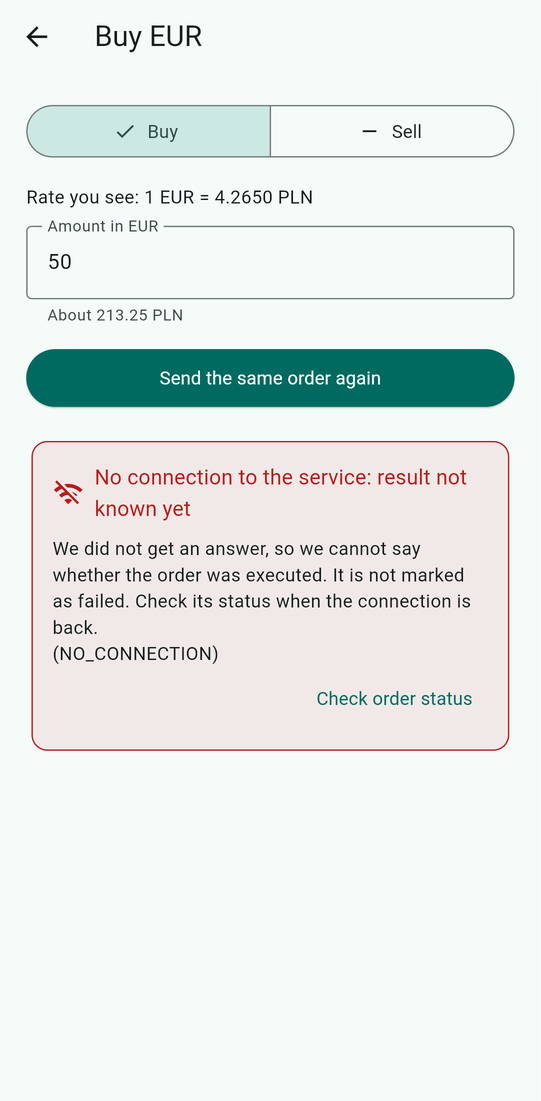 Buy EUR
Buy
Sell
Rate you see: 1 EUR = 4.2650 PLN
Amount in EUR
50
About 213.25 PLN
Send the same order again
No connection to the service: result not
known yet
We did not get an answer, so we cannot say
whether the order was executed. It is not marked
as failed. Check its status when the connection is
back.
(NO_CONNECTION)
Check order status